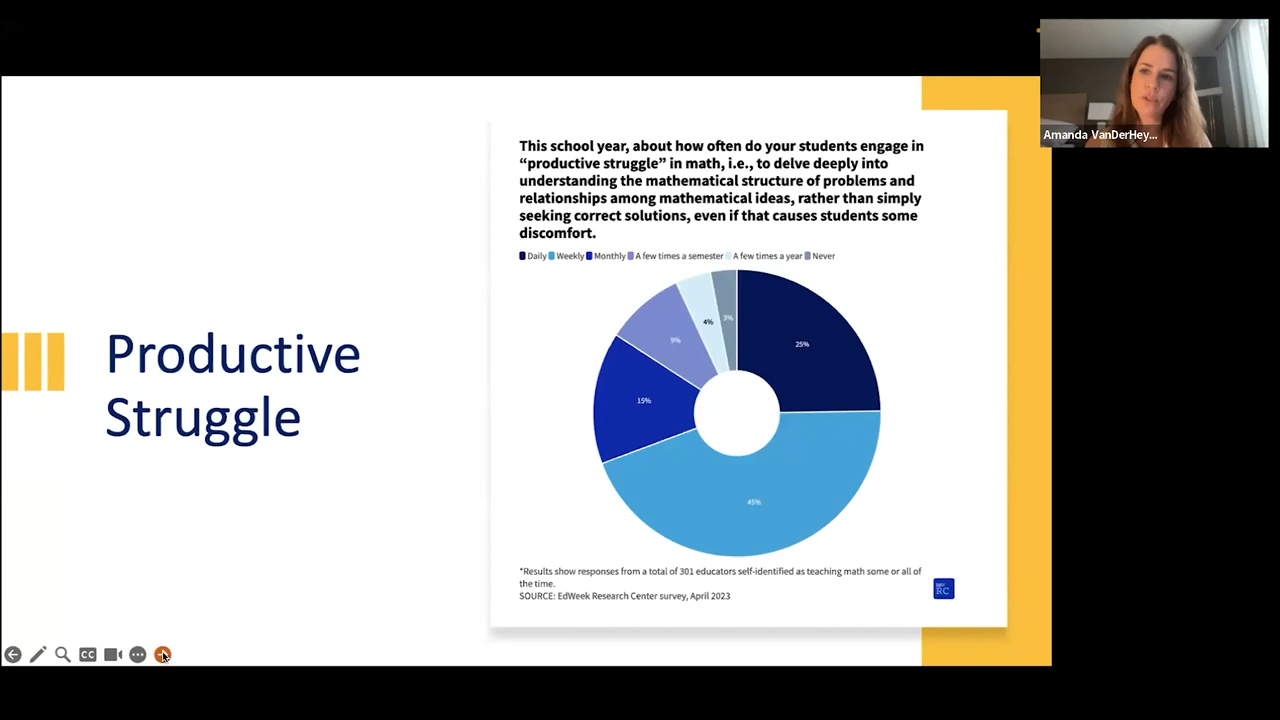 Amanda VanDerHey...
This school year, about how often do your students engage in
“productive struggle” in math, i.e., to delve deeply into
understanding the mathematical structure of problems and
relationships among mathematical ideas, rather than simply
seeking correct solutions, even if that causes students some
discomfort.
Daily Weekly Monthly A few times a semester A few times a year Never
3%
4%
9%
25%
15%
45%
Productive
Struggle
*Results show responses from a total of 301 educators self-identified as teaching math some or all of
the time.
SOURCE: EdWeek Research Center survey, April 2023
RC
CC